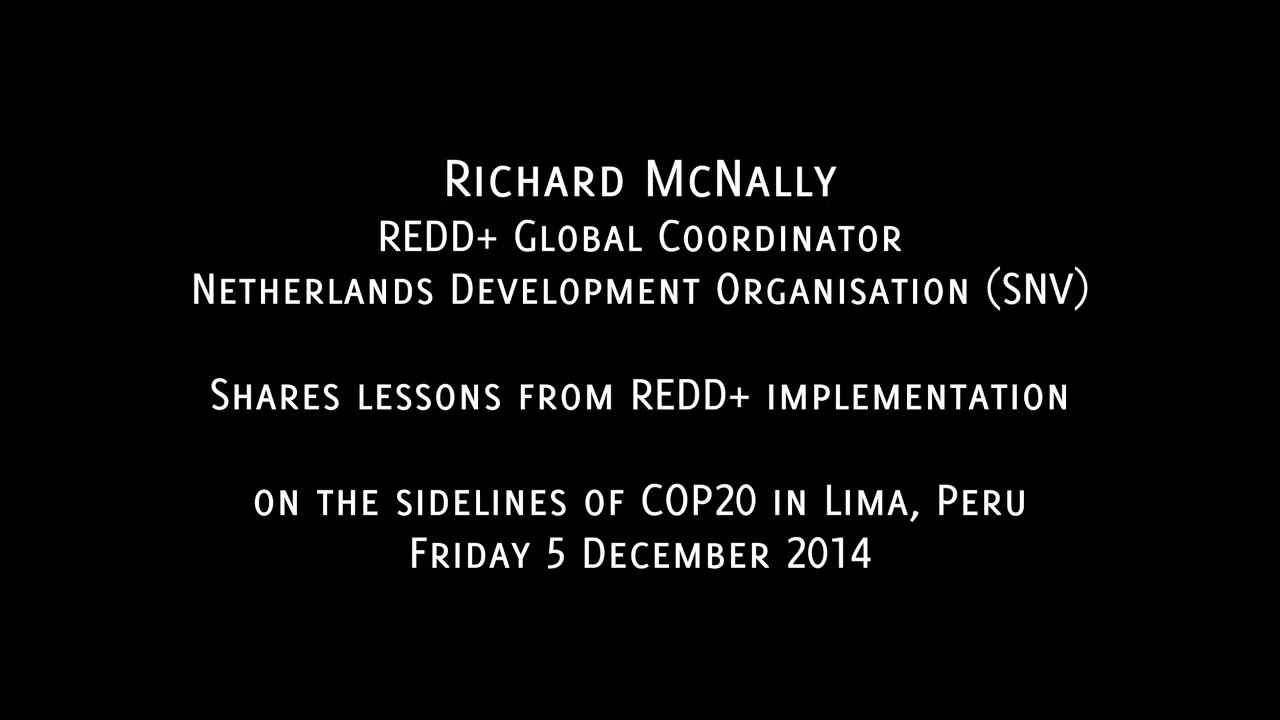 Richard McNally
REDD+ Global Coordinator
Netherlands Development Organisation (SNV)
Shares lessons from REDD+ implementation
on the sidelines of COP20 in Lima, Peru
Friday 5 December 2014